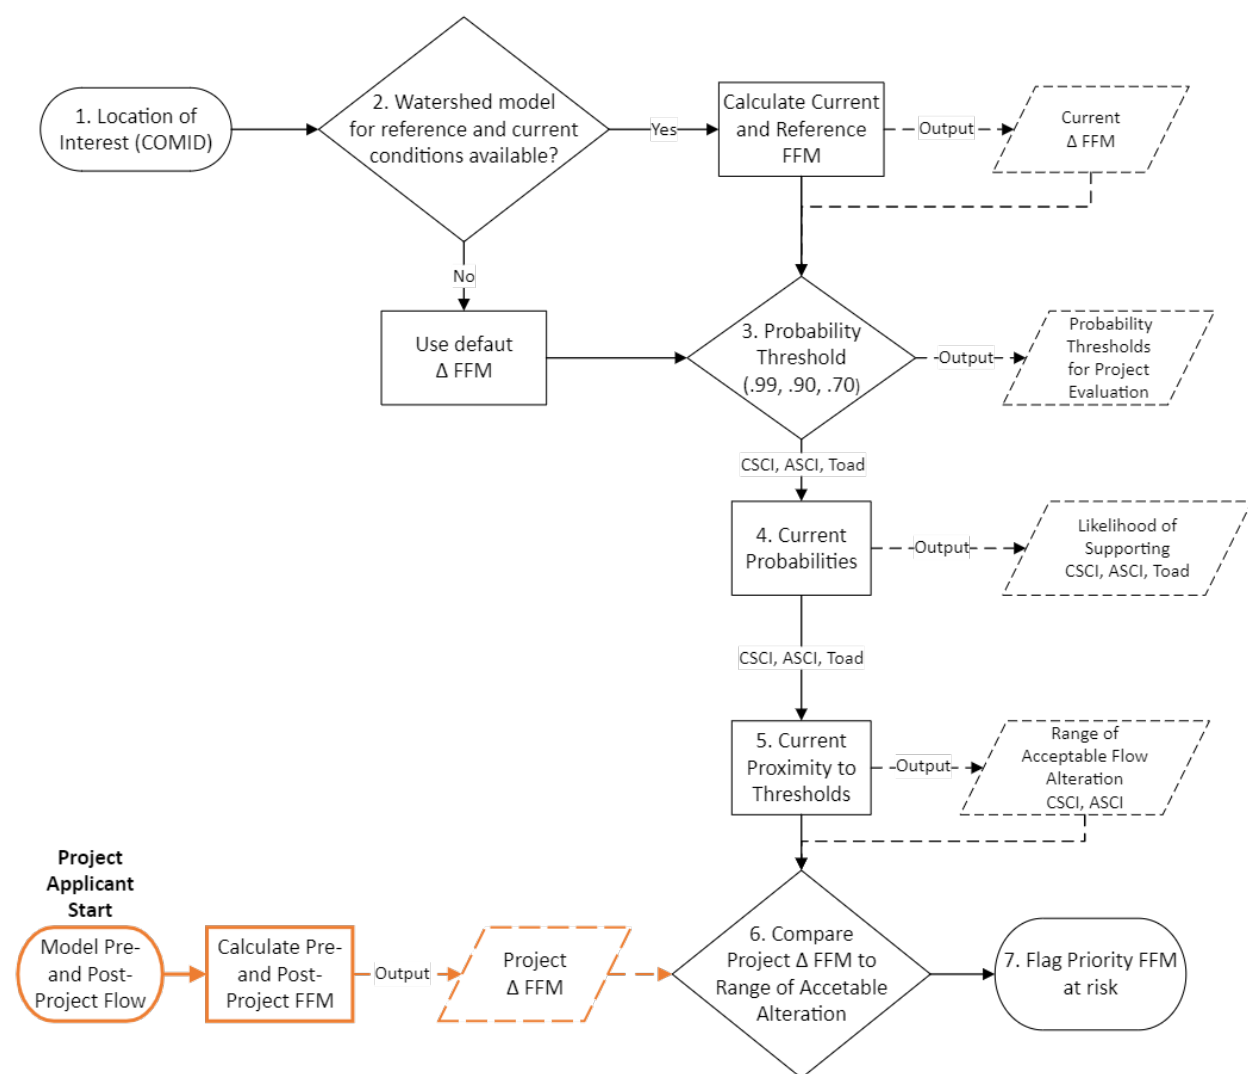 1. Location of
Interest (COMID)
2. Watershed model
for reference and current
conditions available?
Yes
Calculate Current
and Reference
FFM
Output
Current
Δ FFM
No
Use defaut
Δ FFM
3. Probability
Threshold
(.99, .90, .70)
Output
Probability
Thresholds
for Project
Evaluation
CSCI, ASCI, Toad
4. Current
Probabilities
Output
Likelihood of
Supporting
CSCI, ASCI, Toad
CSCI, ASCI, Toad
5. Current
Proximity to
Thresholds
Output
Range of
Acceptable Flow
Alteration
CSCI, ASCI
Project
Applicant
Start
Model Pre-
and Post-
Project Flow
Calculate Pre-
and Post-
Project FFM
Output
Project
Δ FFM
6. Compare
Project Δ FFM to
Range of Accetable
Alteration
7. Flag Priority FFM
at risk